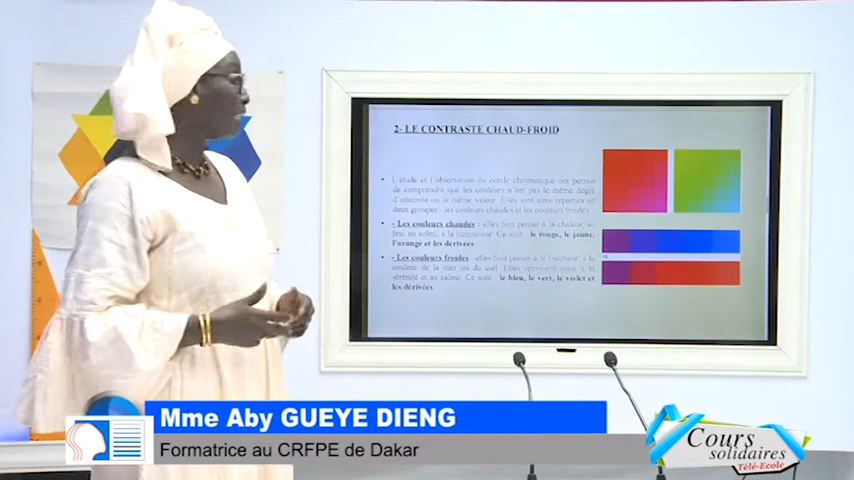 2- LE CONTRASTE CHAUD-FROID
• L'étude et l'observation du cercle chromatique ont permis
de comprendre que les couleurs n'ont pas le même degré
d'intensité ou la même valeur. Elles sont ainsi réparties en
deux groupes : les couleurs chaudes et les couleurs froides.
• - Les couleurs chaudes : elles font penser à la chaleur, au
feu, au soleil, à la luminosité. Ce sont : le rouge, le jaune,
l'orange et les dérivées
• - Les couleurs froides : elles font penser à la fraîcheur, à la
couleur de la mer ou du ciel. Elles renvoient aussi à la
sérénité et au calme. Ce sont : le bleu, le vert, le violet et
les dérivées.
Mme Aby GUEYE DIENG
Formatrice au CRFPE de Dakar
Cours
solidaires
Télé-Ecole